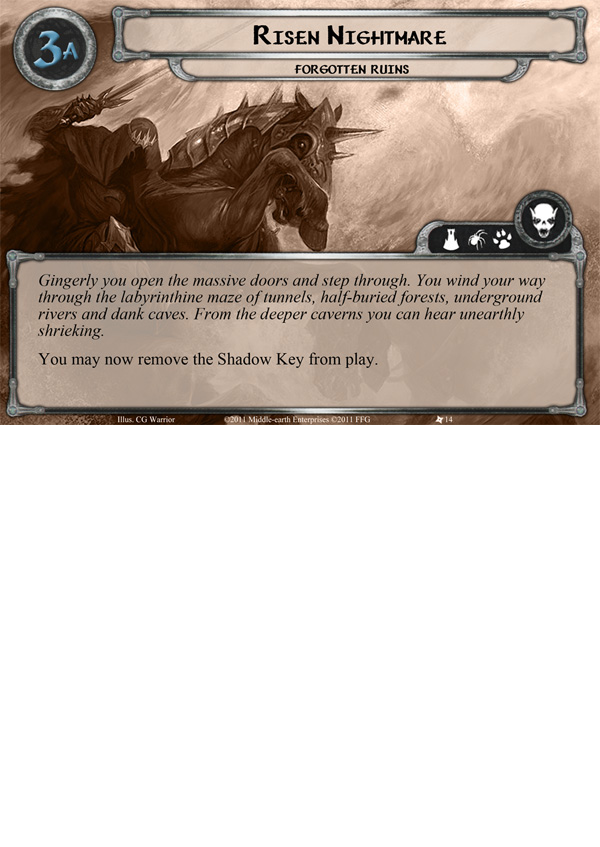 3A
Risen Nightmare
Forgotten Ruins
Gingerly you open the massive doors and step through. You wind your way
through the labyrinthine maze of tunnels, half-buried forests, underground
rivers and dank caves. From the deeper caverns you can hear unearthly
shrieking.
You may now remove the Shadow Key from play.
Illus. CG Warrior ©2011 Middle-earth Enterprises ©2011 FFG 14